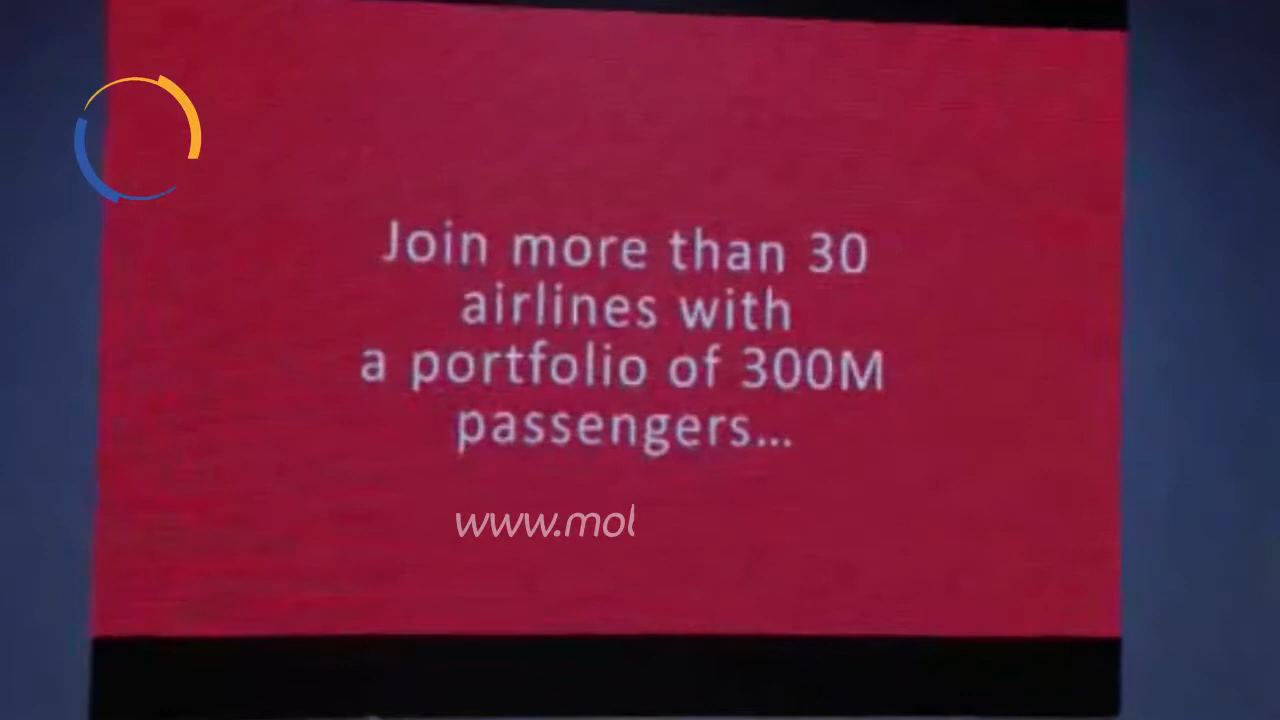 Join more than 30
airlines with
a portfolio of 300M
passengers...
www.mol